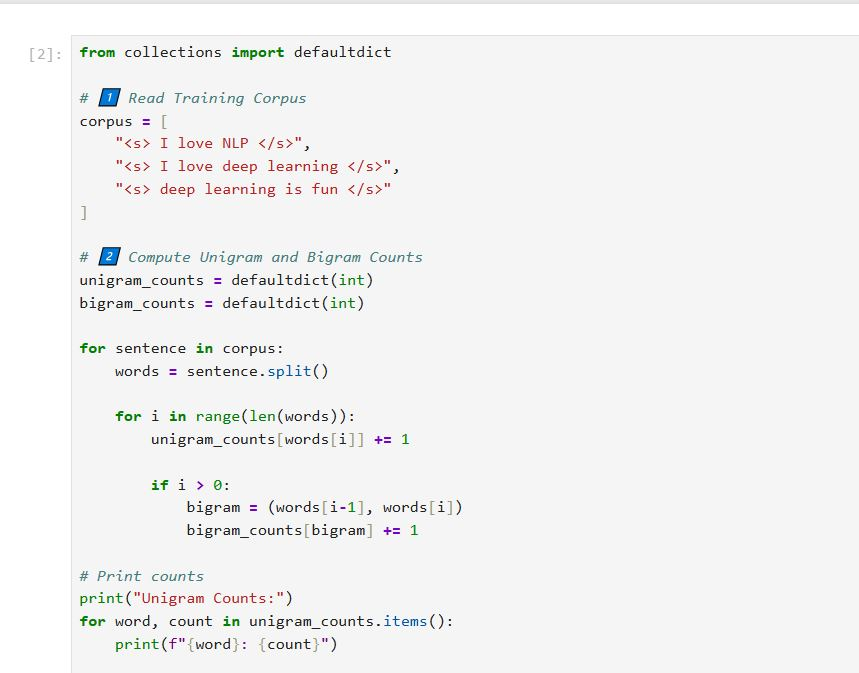 [2]:
from collections import defaultdict
# 1️⃣ Read Training Corpus
corpus = [
    "<s> I love NLP </s>",
    "<s> I love deep learning </s>",
    "<s> deep learning is fun </s>"
]
# 2️⃣ Compute Unigram and Bigram Counts
unigram_counts = defaultdict(int)
bigram_counts = defaultdict(int)
for sentence in corpus:
    words = sentence.split()
    for i in range(len(words)):
        unigram_counts[words[i]] += 1
        if i > 0:
            bigram = (words[i-1], words[i])
            bigram_counts[bigram] += 1
# Print counts
print("Unigram Counts:")
for word, count in unigram_counts.items():
    print(f"{word}: {count}")